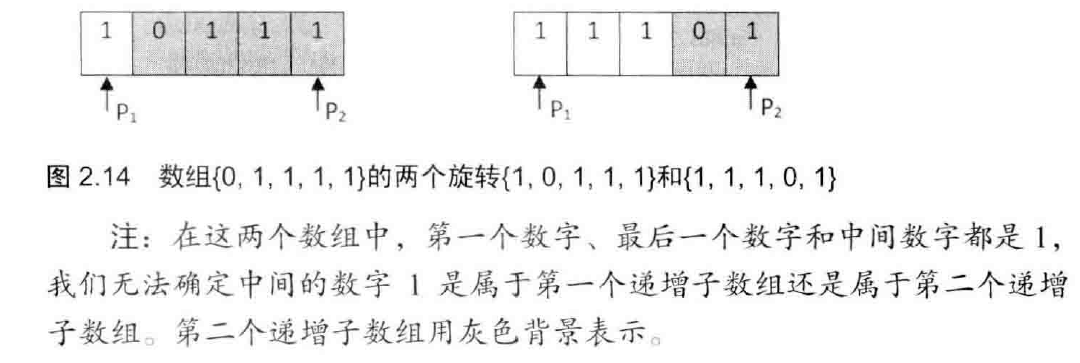 1 0 1 1 1 1 1 1 0 1
P₁ P₂ P₁ P₂
图 2.14 数组{0, 1, 1, 1, 1}的两个旋转{1, 0, 1, 1, 1}和{1, 1, 1, 0, 1}
注：在这两个数组中，第一个数字、最后一个数字和中间数字都是 1，
我们无法确定中间的数字 1 是属于第一个递增子数组还是属于第二个递增
子数组。第二个递增子数组用灰色背景表示。